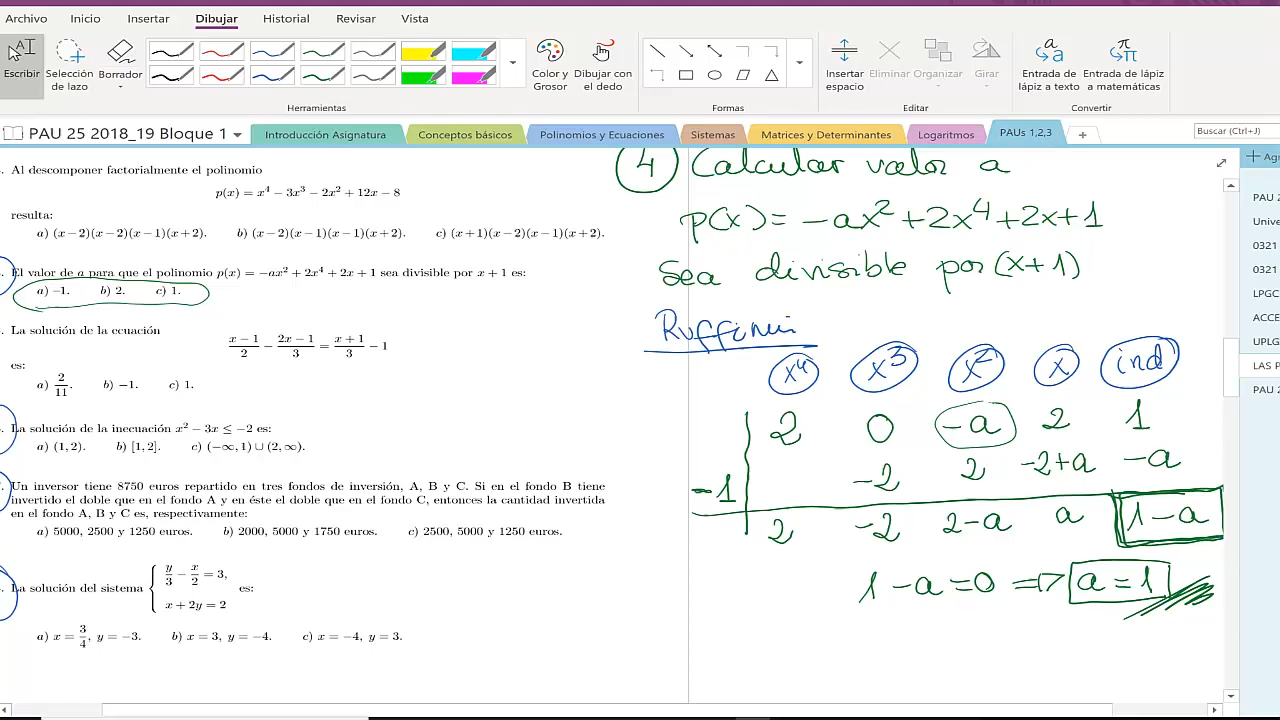 Archivo Inicio Insertar Dibujar Historial Revisar Vista
Escribir
Selección de lazo
Borrador
Color y Grosor
Dibujar con el dedo
Insertar espacio
Eliminar
Organizar
Girar
Entrada de lápiz a texto
Entrada de lápiz a matemáticas
Herramientas Formas Editar Convertir
PAU 25 2018_19 Bloque 1
Introducción Asignatura Conceptos básicos Polinomios y Ecuaciones Sistemas Matrices y Determinantes Logaritmos PAUs 1,2,3
Buscar (Ctrl+J)
Al descomponer factorialmente el polinomio
p(x) = x⁴ − 3x³ − 2x² + 12x − 8
resulta:
a) (x−2)(x−2)(x−1)(x+2). b) (x−2)(x−1)(x−1)(x+2). c) (x+1)(x−2)(x−1)(x+2).
El valor de a para que el polinomio p(x) = −ax² + 2x⁴ + 2x + 1 sea divisible por x + 1 es:
a) −1. b) 2. c) 1.
La solución de la ecuación
(x−1)/2 − (2x−1)/3 = (x+1)/3 − 1
es:
a) 2/11. b) −1. c) 1.
La solución de la inecuación x² − 3x ≤ −2 es:
a) (1, 2). b) [1, 2]. c) (−∞, 1) ∪ (2, ∞).
Un inversor tiene 8750 euros repartido en tres fondos de inversión, A, B y C. Si en el fondo B tiene
invertido el doble que en el fondo A y en éste el doble que en el fondo C, entonces la cantidad invertida
en el fondo A, B y C es, respectivamente:
a) 5000, 2500 y 1250 euros. b) 2000, 5000 y 1750 euros. c) 2500, 5000 y 1250 euros.
La solución del sistema { y/3 − x/2 = 3, es:
x + 2y = 2
a) x = 3/4, y = −3. b) x = 3, y = −4. c) x = −4, y = 3.
4 Calcular valor a
p(x) = −ax² + 2x⁴ + 2x + 1
Sea divisible por (x+1)
Ruffini
x⁴ x³ x² x ind
2 0 −a 2 1
−2 2 −2+a −a
−1
2 −2 2−a a 1−a
1−a=0 => a=1
PAU 2
Unive
0321
0321
LPGC
ACCE
UPLG
LAS P
PAU 2